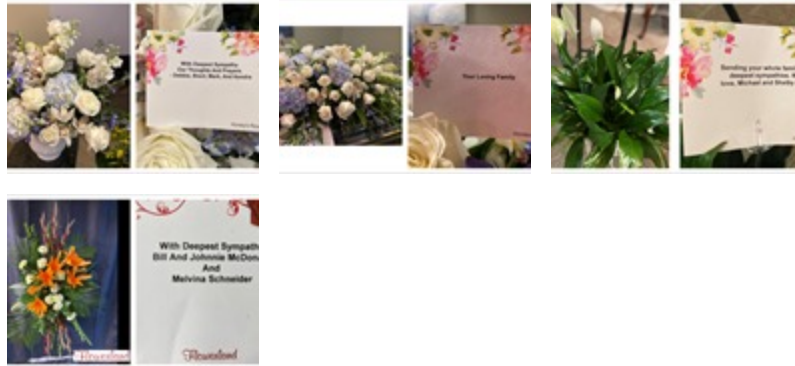 With Deepest Sympathy
Our Thoughts And Prayers
Your Loving Family
Sending your whole
deepest sympathies.
love, Michael and Shelby
Flowerland
With Deepest Sympath
Bill And Johnnie McDon
And
Melvina Schneider
Flowerland